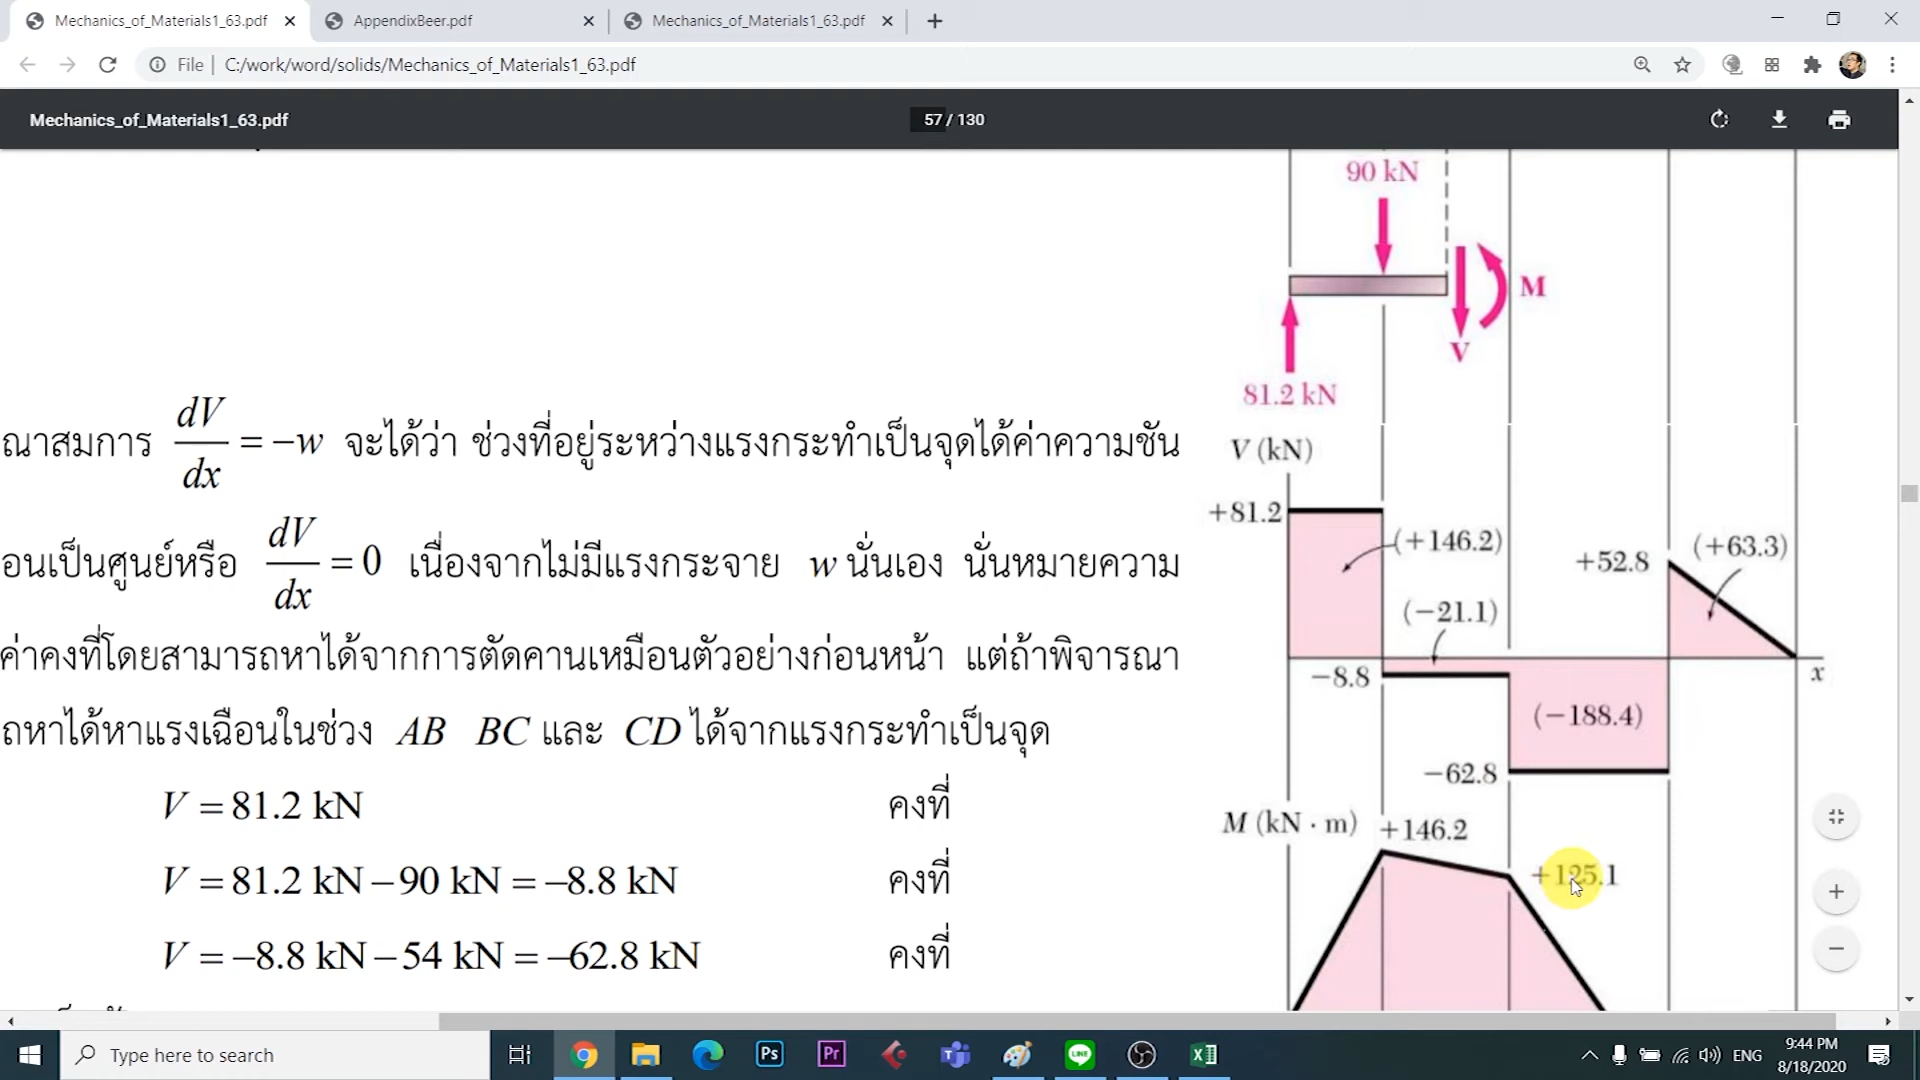 Mechanics_of_Materials1_63.pdf
AppendixBeer.pdf
Mechanics_of_Materials1_63.pdf
File
C:/work/word/solids/Mechanics_of_Materials1_63.pdf
Mechanics_of_Materials1_63.pdf
57 / 130
90 kN
M
V
81.2 kN
ณาสมการ dV/dx = −w จะได้ว่า ช่วงที่อยู่ระหว่างแรงกระทำเป็นจุดได้ค่าความชัน
อนเป็นศูนย์หรือ dV/dx = 0 เนื่องจากไม่มีแรงกระจาย w นั่นเอง นั่นหมายความ
ค่าคงที่โดยสามารถหาได้จากการตัดคานเหมือนตัวอย่างก่อนหน้า แต่ถ้าพิจารณา
ถหาได้หาแรงเฉือนในช่วง AB BC และ CD ได้จากแรงกระทำเป็นจุด
V = 81.2 kN คงที่
V = 81.2 kN − 90 kN = −8.8 kN คงที่
V = −8.8 kN − 54 kN = −62.8 kN คงที่
V (kN)
+81.2
(+146.2)
+52.8
(+63.3)
(−21.1)
−8.8
x
(−188.4)
−62.8
M (kN · m)
+146.2
+125.1
Type here to search
Ps
Pr
LINE
ENG
9:44 PM
8/18/2020